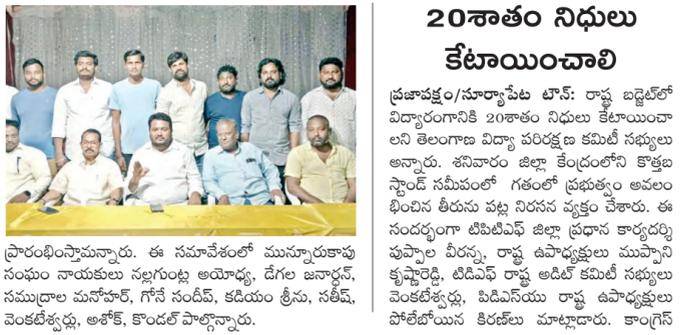 ప్రారంభిస్తామన్నారు. ఈ సమావేశంలో మున్నూరుకాపు
సంఘం నాయకులు నల్లగుంట్ల అయోధ్య, దేగల జనార్ధన్,
సముద్రాల మనోహర్, గోనే సందీప్, కడియం శ్రీను, సతీష్,
వెంకటేశ్వర్లు, అశోక్, కొండల్ పాల్గొన్నారు.
20శాతం నిధులు
కేటాయించాలి
ప్రజాపక్షం/సూర్యాపేట టౌన్: రాష్ట్ర బడ్జెట్‌లో
విద్యారంగానికి 20శాతం నిధులు కేటాయించా
లని తెలంగాణ విద్యా పరిరక్షణ కమిటీ సభ్యులు
అన్నారు. శనివారం జిల్లా కేంద్రంలోని కొత్తబ
స్టాండ్ సమీపంలో గతంలో ప్రభుత్వం అవలం
భించిన తీరును పట్ల నిరసన వ్యక్తం చేశారు. ఈ
సందర్భంగా టిపిటిఎఫ్ జిల్లా ప్రధాన కార్యదర్శి
పుప్పాల వీరన్న, రాష్ట్ర ఉపాధ్యక్షులు ముప్పాని
కృష్ణారెడ్డి, టిడిఎఫ్ రాష్ట్ర అడిట్ కమిటీ సభ్యులు
వెంకటేశ్వర్లు, పిడిఎస్‌యు రాష్ట్ర ఉపాధ్యక్షులు
పోలేబోయిన కిరణ్‌లు మాట్లాడారు. కాంగ్రెస్